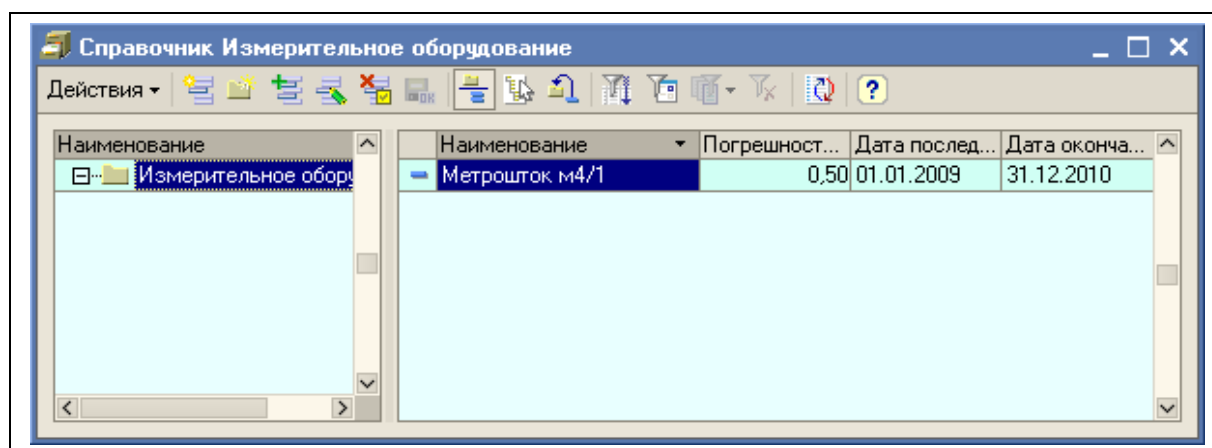 Справочник Измерительное оборудование
Действия
ОК
?
Наименование
Измерительное обору
Наименование Погрешност... Дата послед... Дата оконча...
Метрошток м4/1 0,50 01.01.2009 31.12.2010